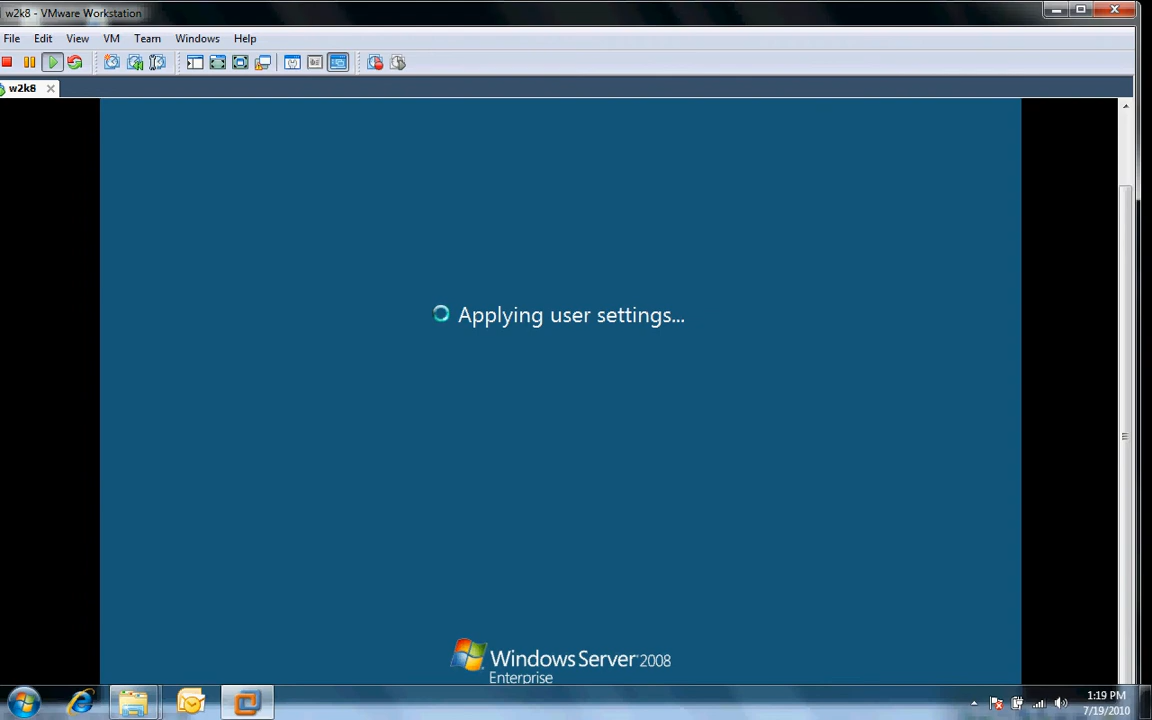 w2k8 - VMware Workstation
File Edit View VM Team Windows Help
w2k8
Applying user settings...
Windows Server 2008
Enterprise
1:19 PM
7/19/2010